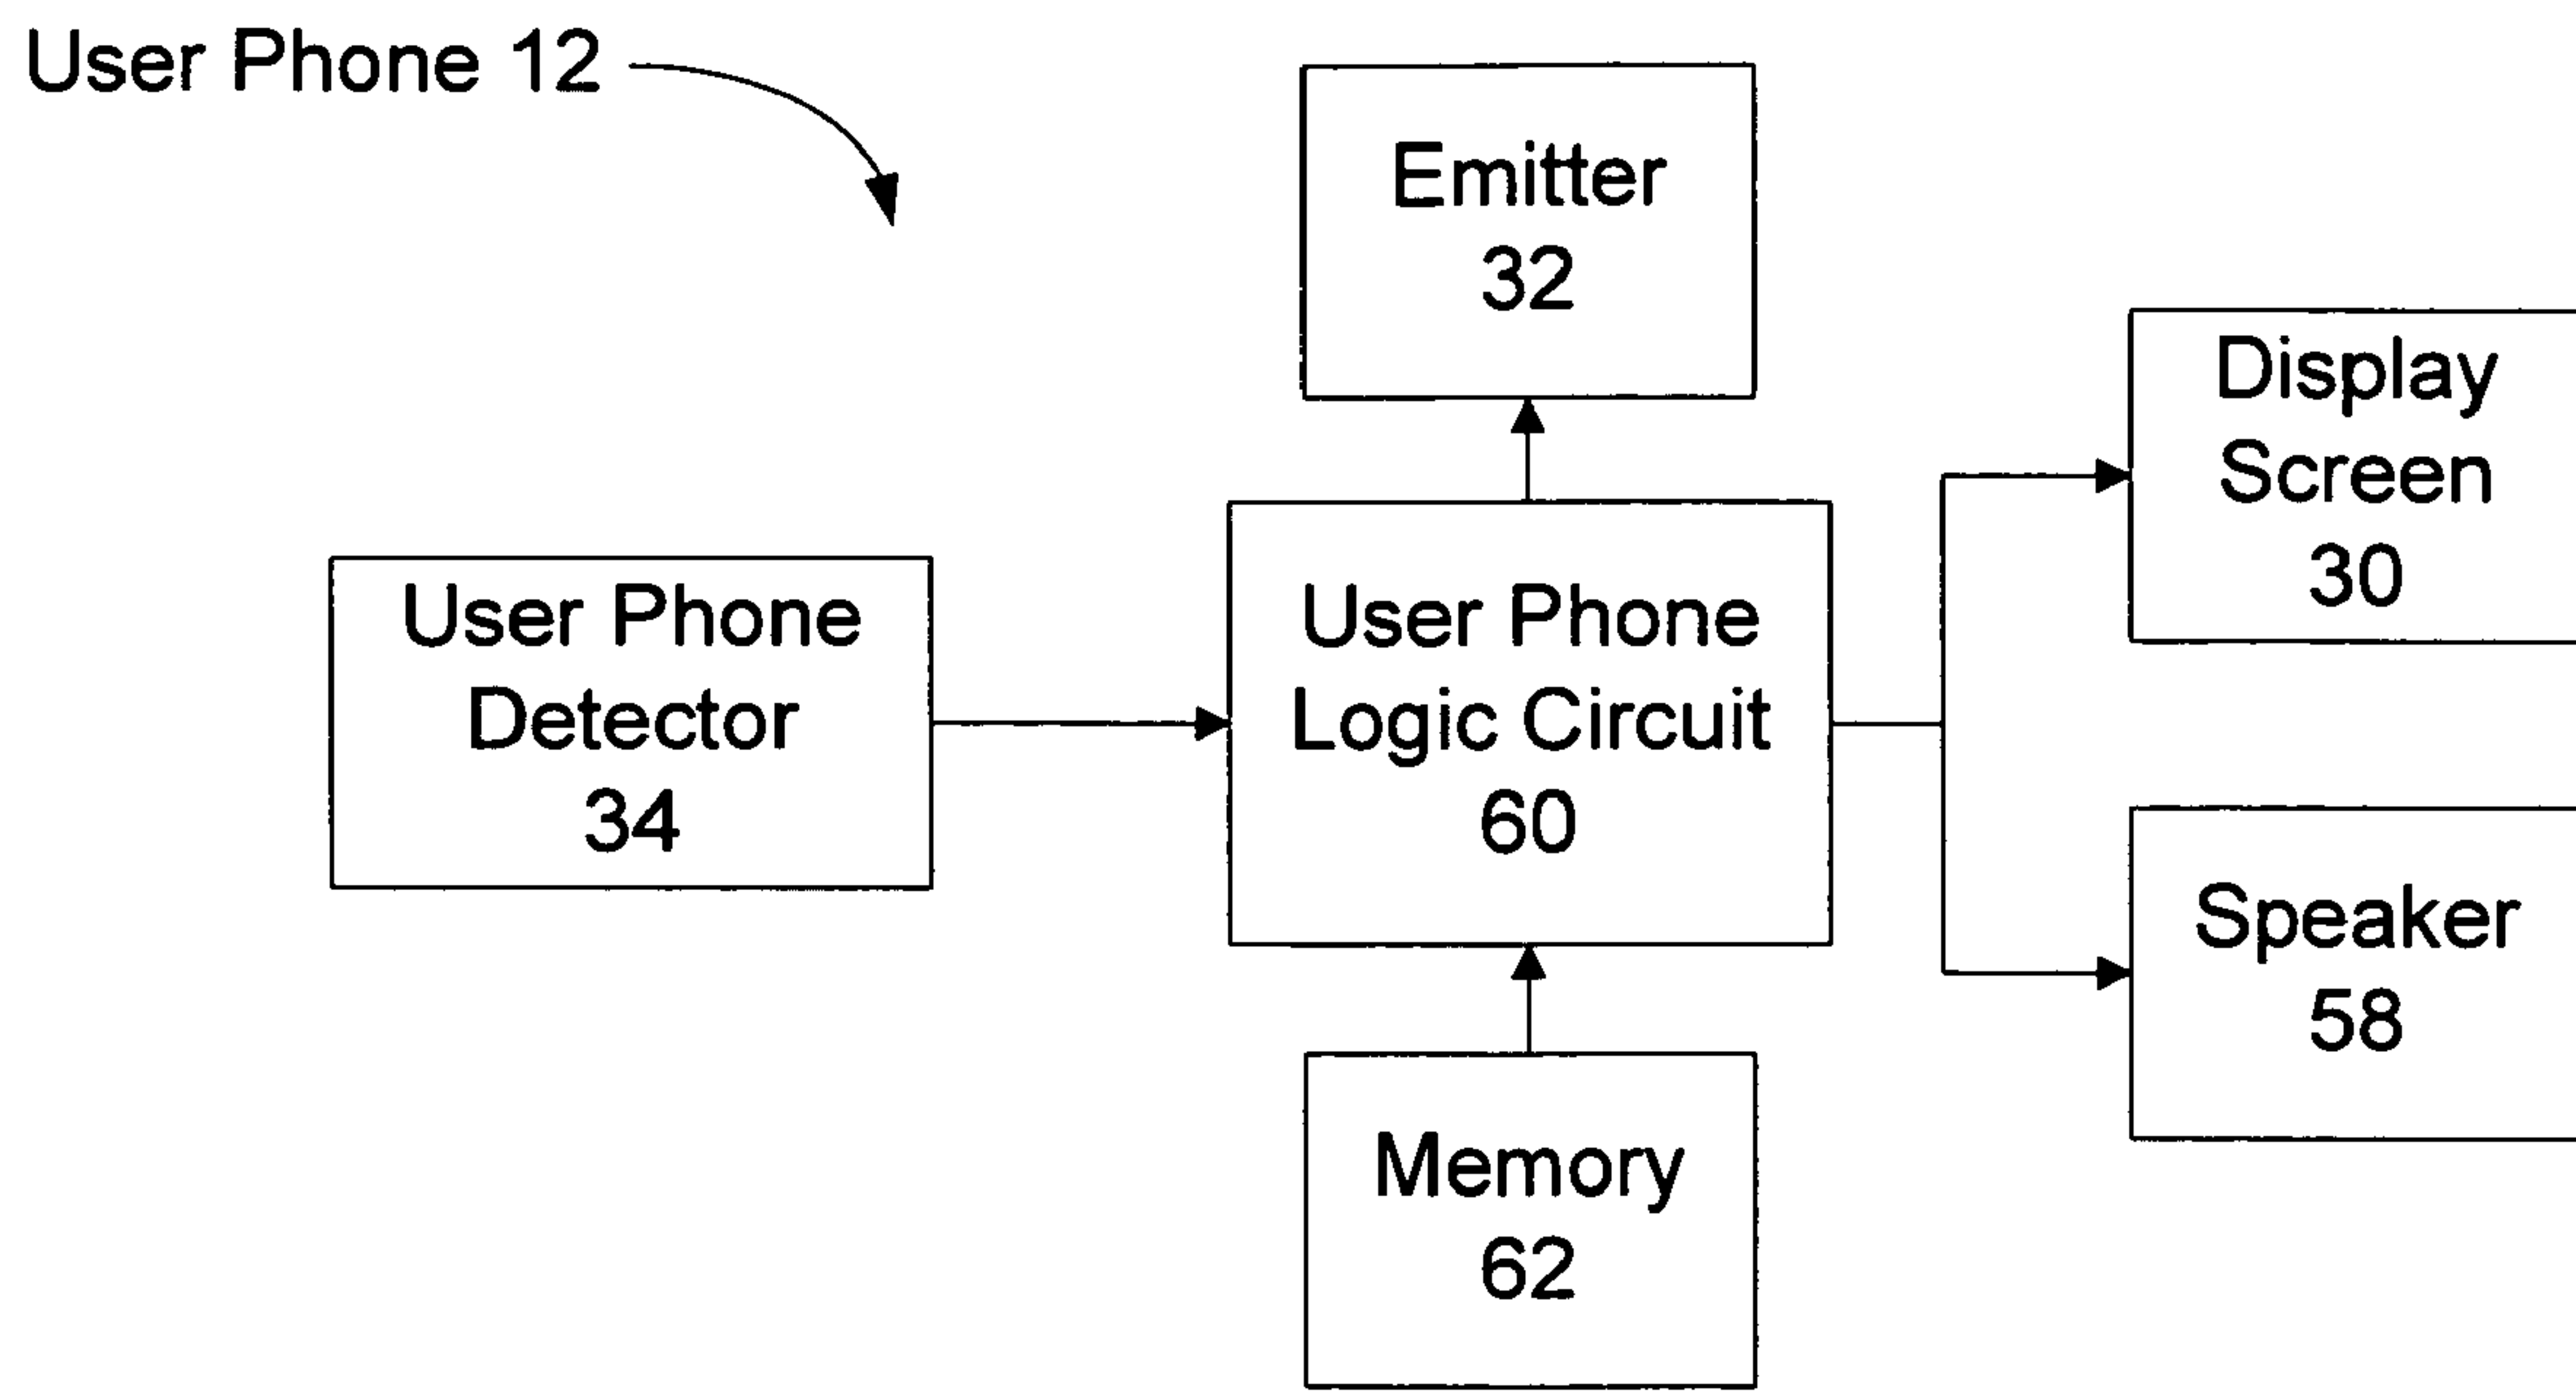 User Phone 12
Emitter
32
Display
Screen
30
User Phone
Detector
34
User Phone
Logic Circuit
60
Speaker
58
Memory
62